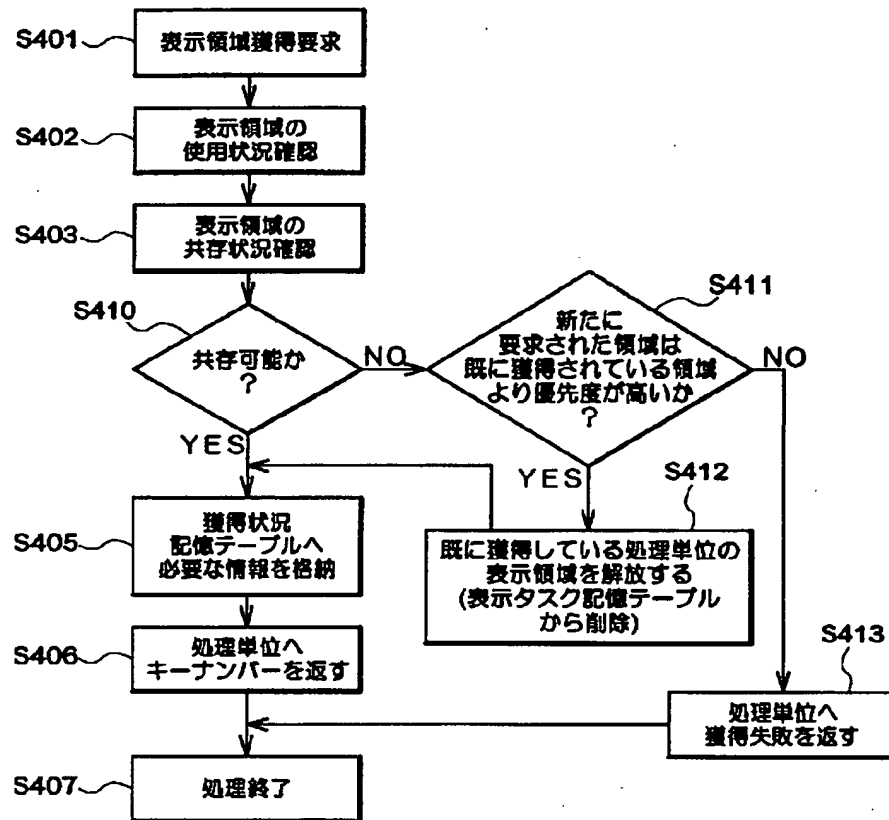 S401
表示領域獲得要求
S402
表示領域の
使用状況確認
S403
表示領域の
共存状況確認
S410
共存可能か
?
NO
YES
S411
新たに
要求された領域は
既に獲得されている領域
より優先度が高いか
?
NO
YES
S412
既に獲得している処理単位の
表示領域を解放する
(表示タスク記憶テーブル
から削除)
S405
獲得状況
記憶テーブルへ
必要な情報を格納
S406
処理単位へ
キーナンバーを返す
S413
処理単位へ
獲得失敗を返す
S407
処理終了